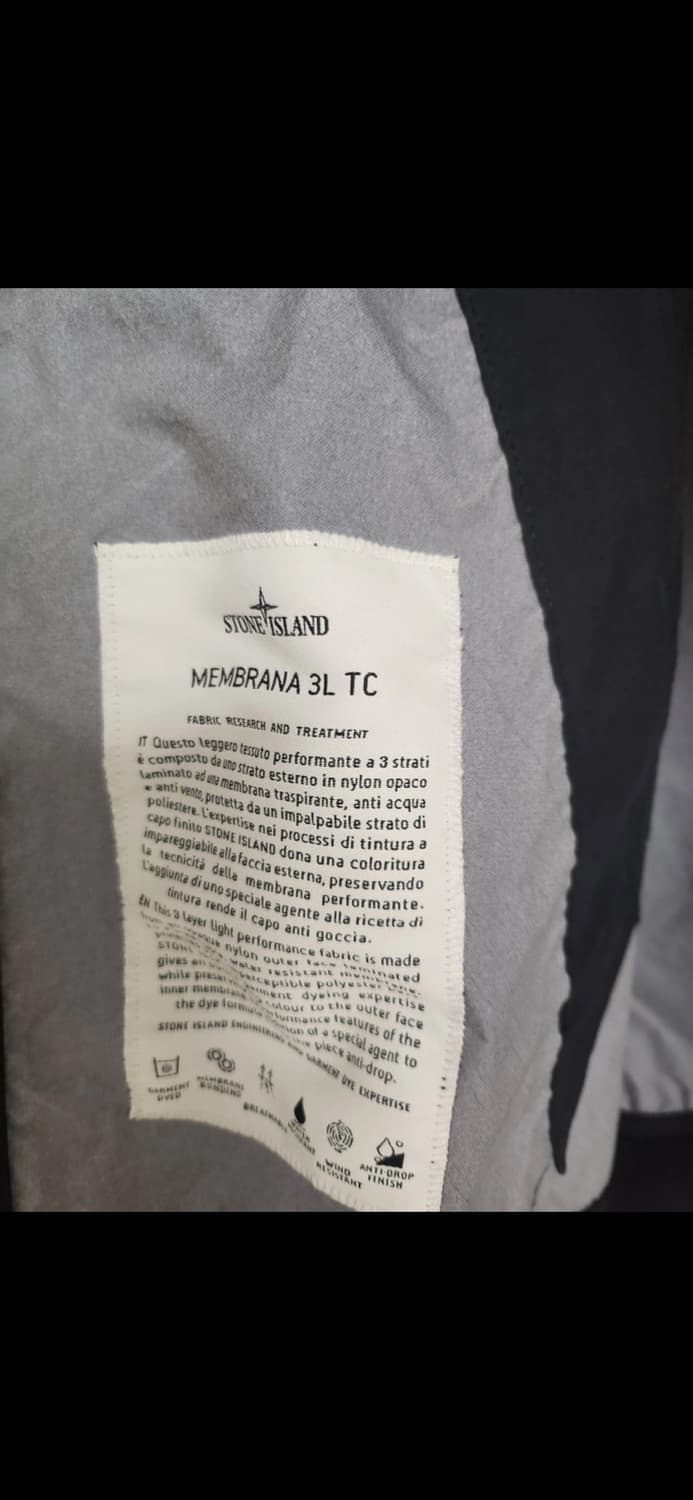 STONE ISLAND
MEMBRANA 3L TC
FABRIC RESEARCH AND TREATMENT
IT Questo leggero tessuto performante a 3 strati
è composto da uno strato esterno in nylon opaco
laminato ad una membrana traspirante, anti acqua
e anti vento, protetta da un impalpabile strato di
poliestere. L'expertise nei processi di tintura a
capo finito STONE ISLAND dona una coloritura
impareggiabile alla faccia esterna, preservando
la tecnicità della membrana performante.
L'aggiunta di uno speciale agente alla ricetta di
tintura rende il capo anti goccia.
EN This 3 layer light performance fabric is made
nylon outer face laminated
resistant
gives an imperceptible polyester
while dyeing expertise
inner membrane colour to the outer face
the dye formula features of the
of a special agent to
piece anti-drop.
STONE ISLAND ENGINEERING AND GARMENT DYE EXPERTISE
GARMENT DYED
MEMBRANE BONDING
BREATHABLE
WATER
WIND RESISTANT
ANTI-DROP FINISH